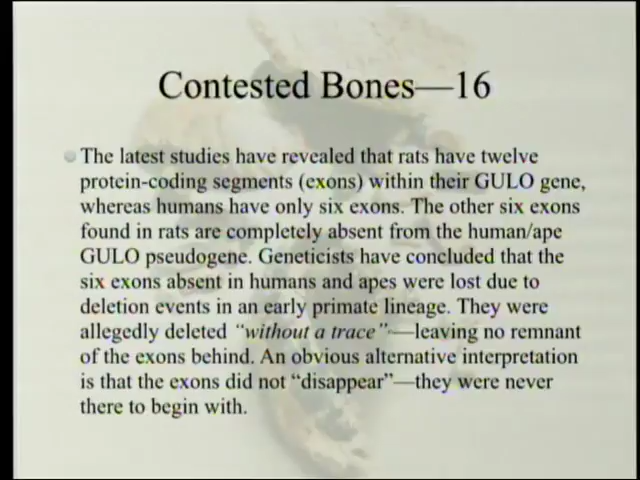 Contested Bones—16
The latest studies have revealed that rats have twelve
protein-coding segments (exons) within their GULO gene,
whereas humans have only six exons. The other six exons
found in rats are completely absent from the human/ape
GULO pseudogene. Geneticists have concluded that the
six exons absent in humans and apes were lost due to
deletion events in an early primate lineage. They were
allegedly deleted “without a trace”—leaving no remnant
of the exons behind. An obvious alternative interpretation
is that the exons did not “disappear”—they were never
there to begin with.